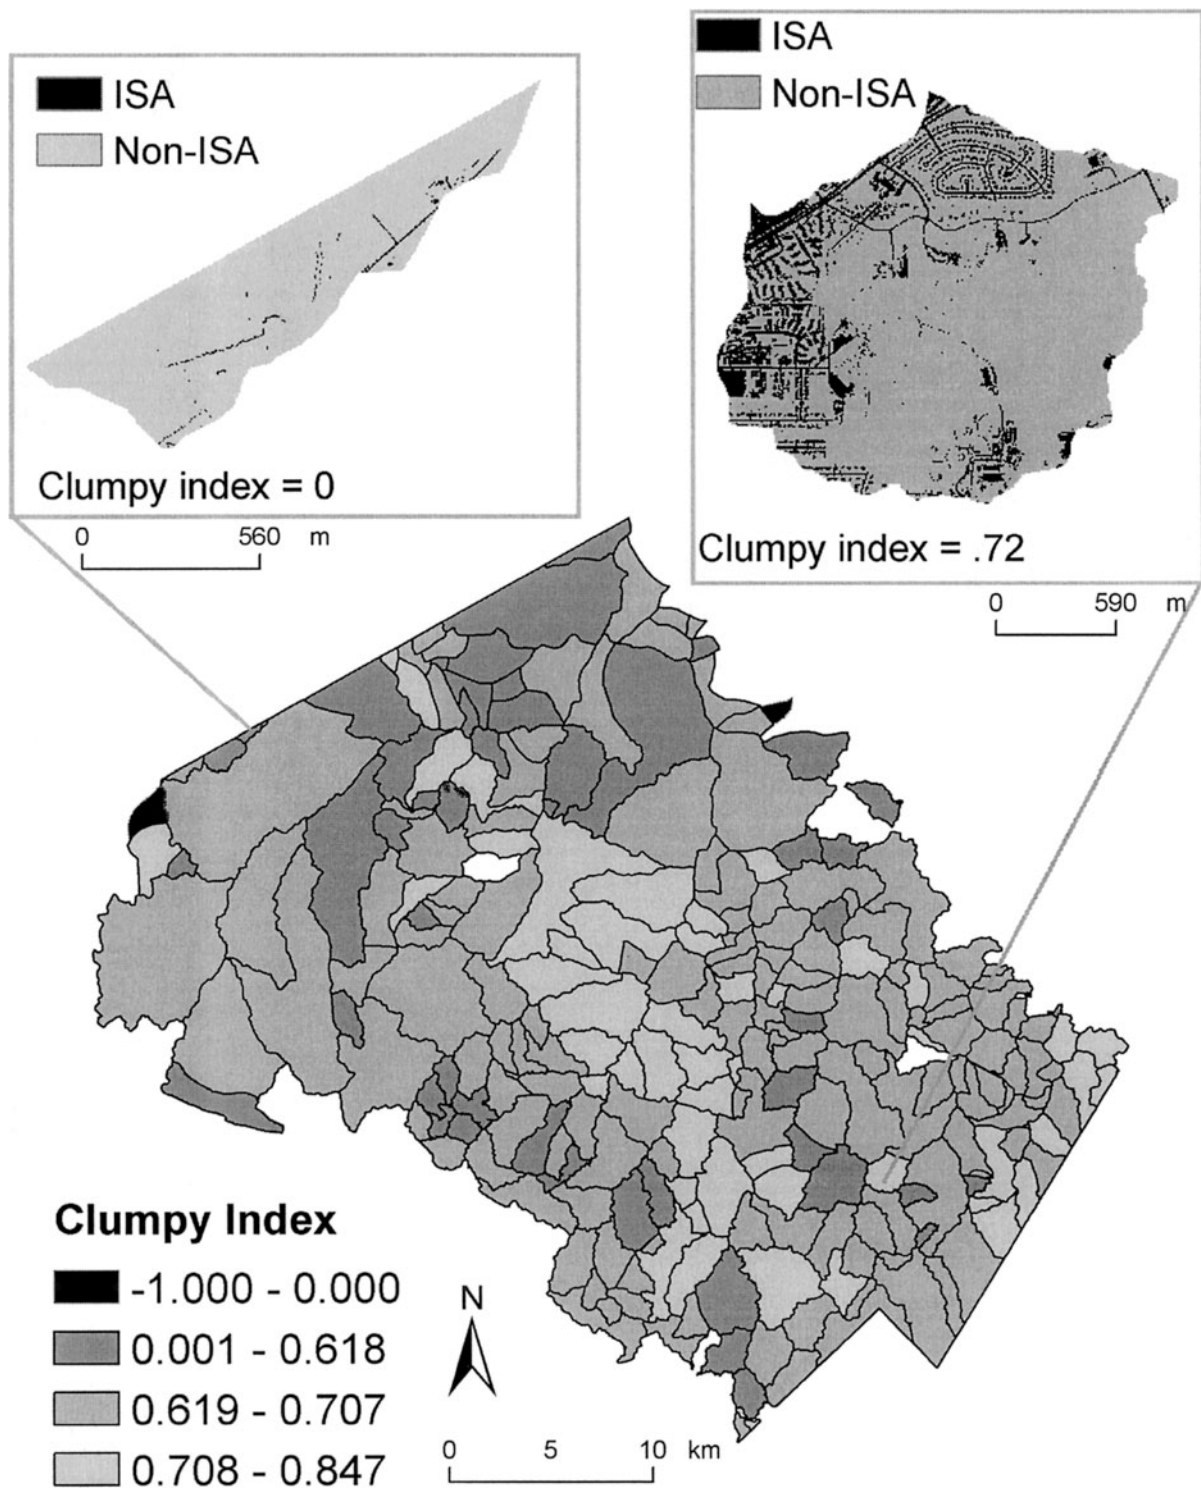 ISA
Non-ISA
Clumpy index = 0
0 560 m
ISA
Non-ISA
Clumpy index = .72
0 590 m
Clumpy Index
-1.000 - 0.000
0.001 - 0.618
0.619 - 0.707
0.708 - 0.847
N
0 5 10 km